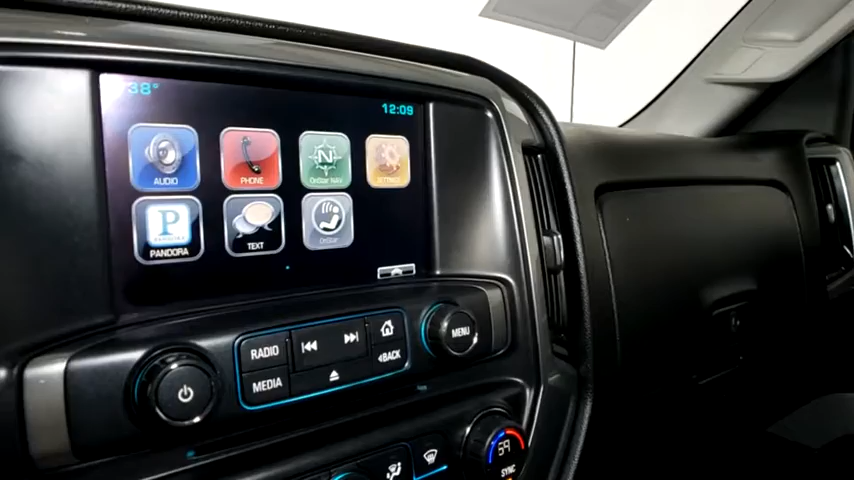 38°
12:09
AUDIO
PHONE
N
OnStar NAV
SETTINGS
P
PANDORA
TEXT
OnStar
RADIO
MEDIA
BACK
MENU
69
SYNC